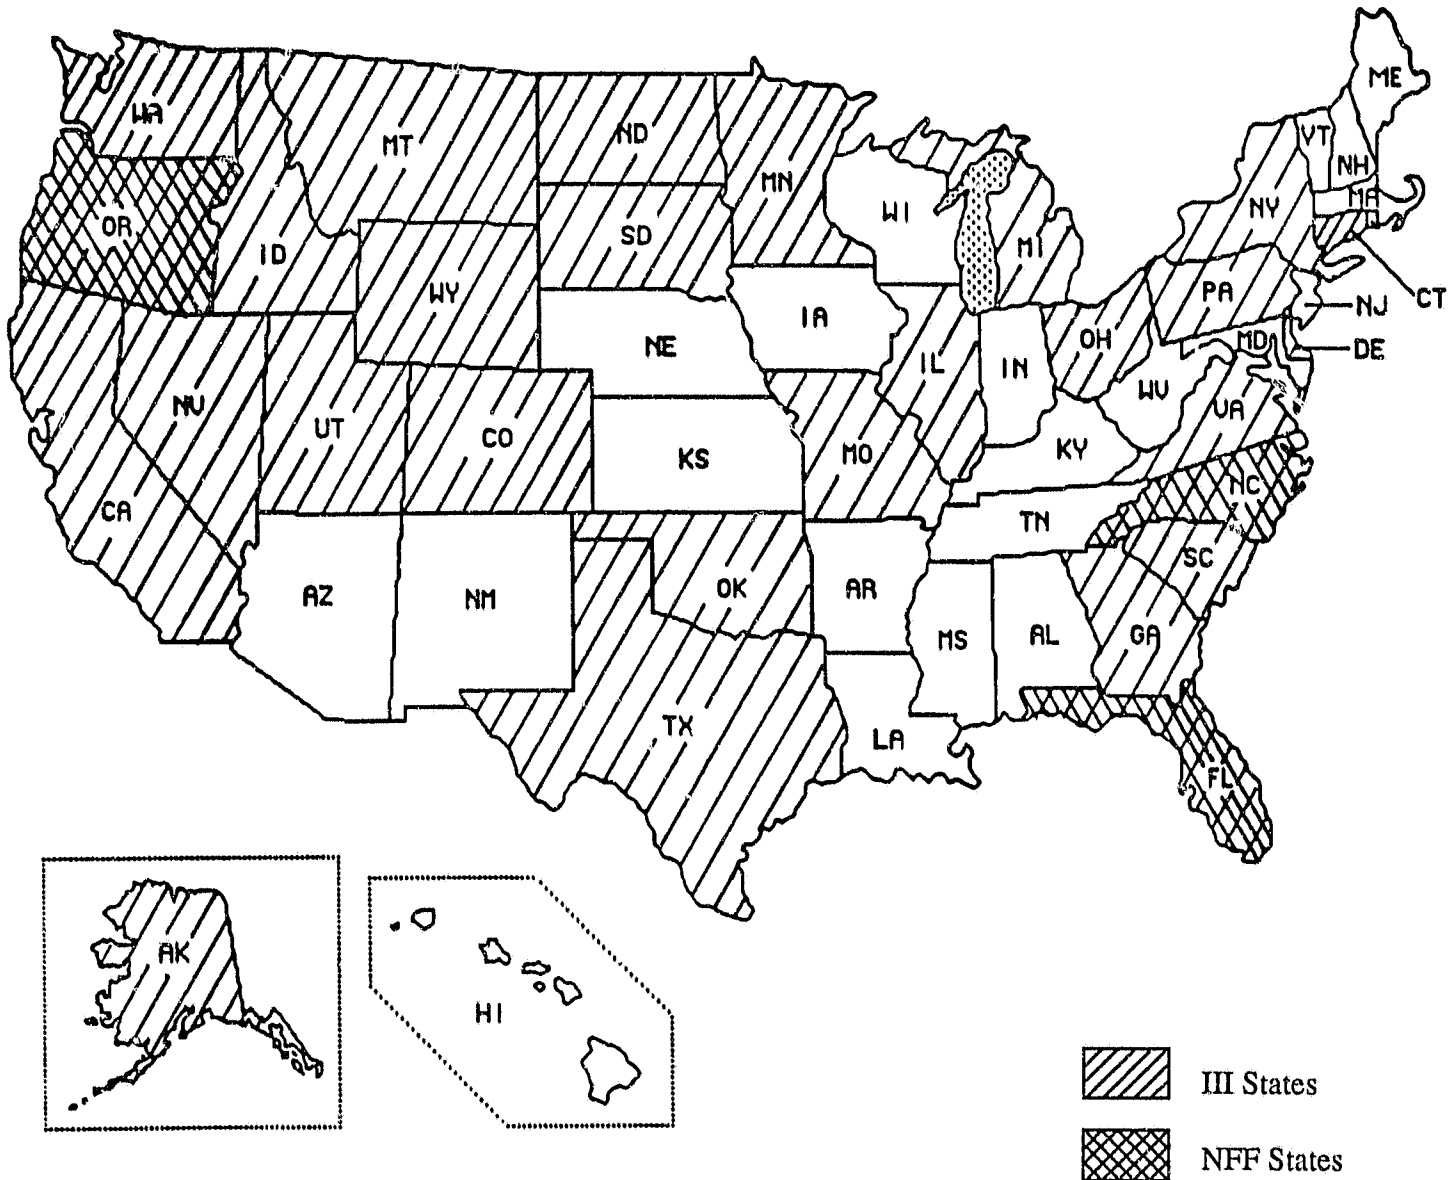 ME
WA
VT
ND
MT
NH
MN
MA
WI
NY
OR
SD
MI
ID
PA
WY
CT
NJ
IA
OH
MD
NE
DE
IL
IN
WV
NV
VA
UT
CO
KY
MO
KS
NC
CA
TN
SC
AZ
NM
OK
AR
MS
AL
GA
TX
LA
FL
AK
HI
III States
NFF States